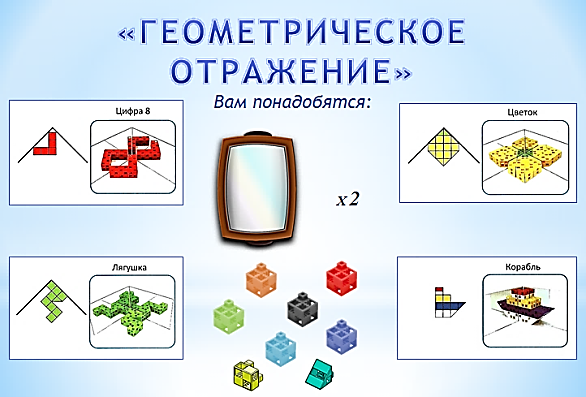 «ГЕОМЕТРИЧЕСКОЕ
ОТРАЖЕНИЕ»
Вам понадобятся:
Цифра 8
Цветок
x2
Лягушка
Корабль